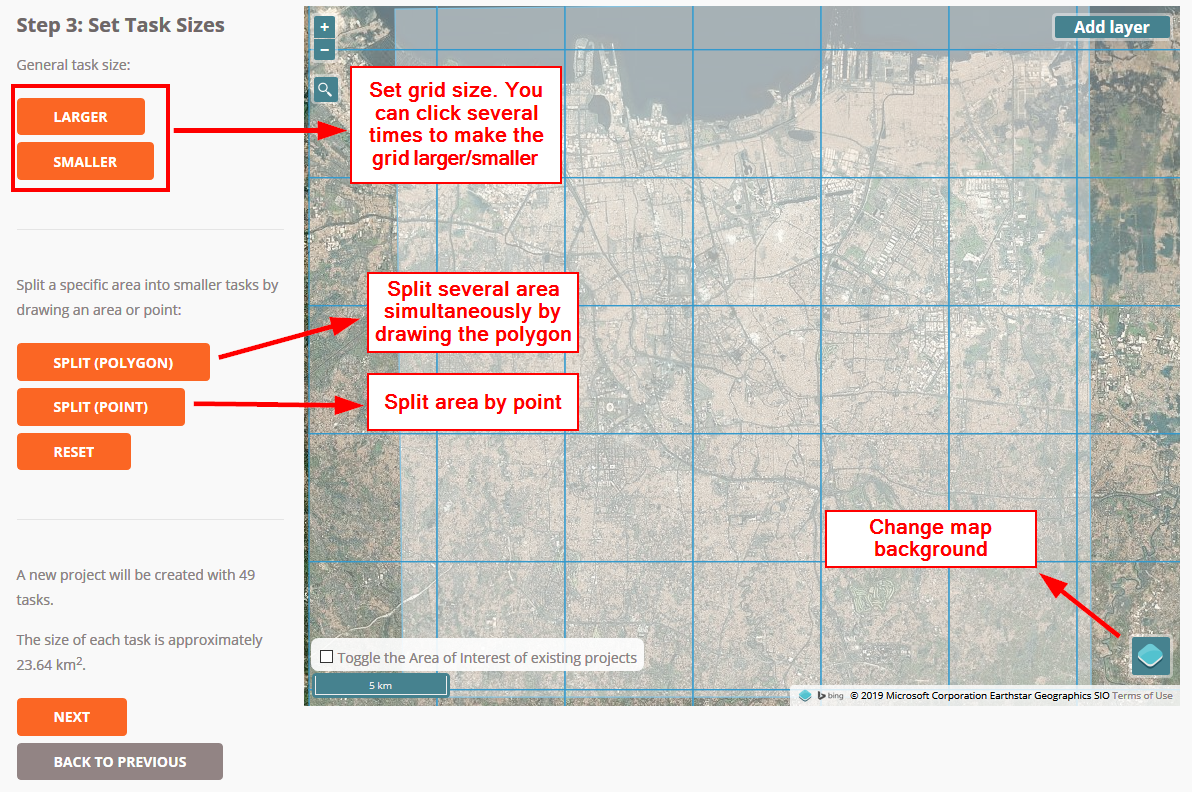 Step 3: Set Task Sizes
General task size:
LARGER
SMALLER
Split a specific area into smaller tasks by
drawing an area or point:
SPLIT (POLYGON)
SPLIT (POINT)
RESET
A new project will be created with 49
tasks.
The size of each task is approximately
23.64 km².
NEXT
BACK TO PREVIOUS
+
−
Add layer
Set grid size. You
can click several
times to make the
grid larger/smaller
Split several area
simultaneously by
drawing the polygon
Split area by point
Change map
background
Toggle the Area of Interest of existing projects
5 km
bing © 2019 Microsoft Corporation Earthstar Geographics SIO Terms of Use